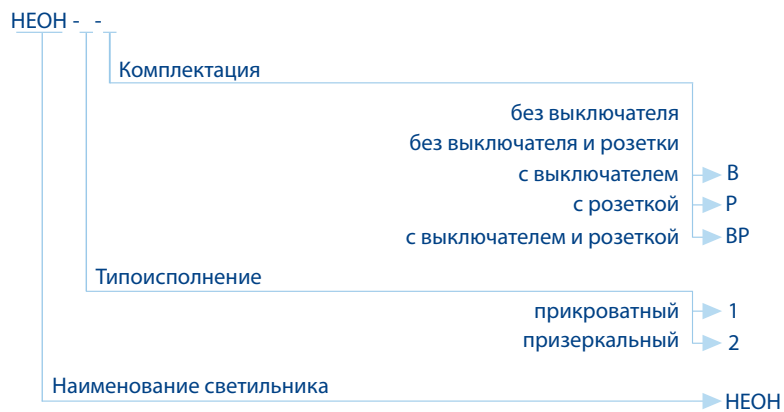 НЕОН - -
Комплектация
без выключателя
без выключателя и розетки
с выключателем В
с розеткой Р
с выключателем и розеткой ВР
Типоисполнение
прикроватный 1
призеркальный 2
Наименование светильника
НЕОН